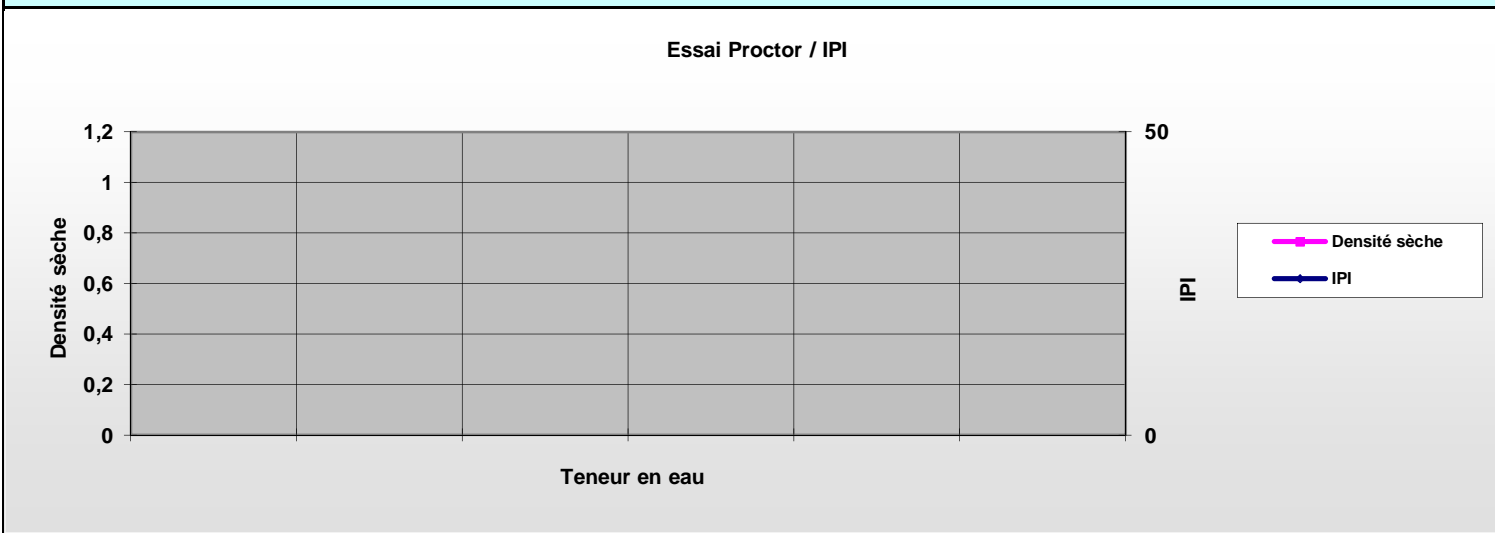 Essai Proctor / IPI
1,2
1
0,8
0,6
0,4
0,2
0
Densité sèche
50
0
IPI
Teneur en eau
Densité sèche
IPI